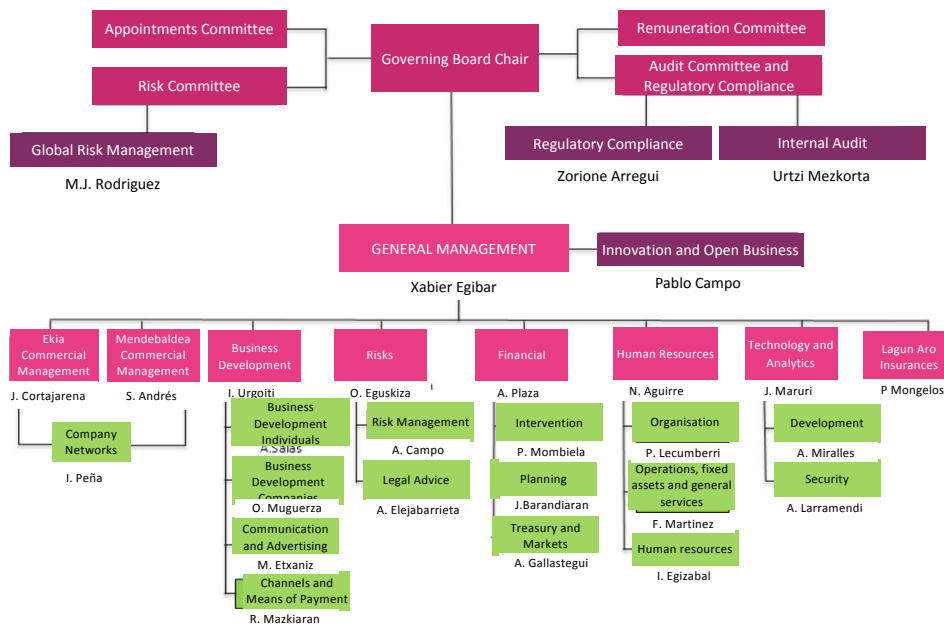 Appointments Committee
Governing Board Chair
Remuneration Committee
Risk Committee
Audit Committee and
Regulatory Compliance
Global Risk Management
Regulatory Compliance
Internal Audit
M.J. Rodriguez
Zorione Arregui
Urtzi Mezkorta
GENERAL MANAGEMENT
Innovation and Open Business
Xabier Egibar
Pablo Campo
Ekia
Commercial
Management
J. Cortajarena
Mendebaldea
Commercial
Management
S. Andrés
Company
Networks
I. Peña
Business
Development
I. Urgoiti
Business
Development
Individuals
A.Salas
Business
Development
Companies
O. Muguerza
Communication
and Advertising
M. Etxaniz
Channels and
Means of Payment
R. Mazkiaran
Risks
O. Eguskiza
Risk Management
A. Campo
Legal Advice
A. Elejabarrieta
Financial
A. Plaza
Intervention
P. Mombiela
Planning
J.Barandiaran
Treasury and
Markets
A. Gallastegui
Human Resources
N. Aguirre
Organisation
P. Lecumberri
Operations, fixed
assets and general
services
F. Martinez
Human resources
I. Egizabal
Technology and
Analytics
J. Maruri
Development
A. Miralles
Security
A. Larramendi
Lagun Aro
Insurances
P Mongelos